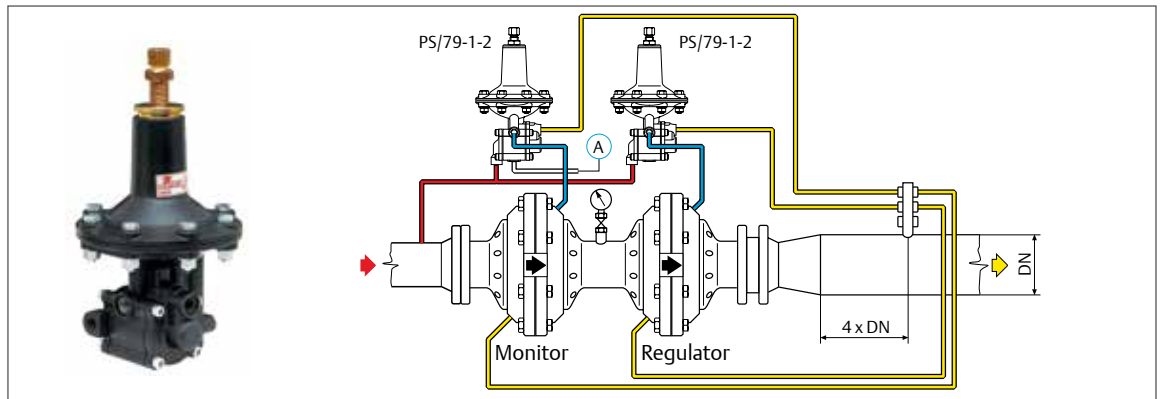 PS/79-1-2
PS/79-1-2
A
Monitor
Regulator
4 x DN
DN